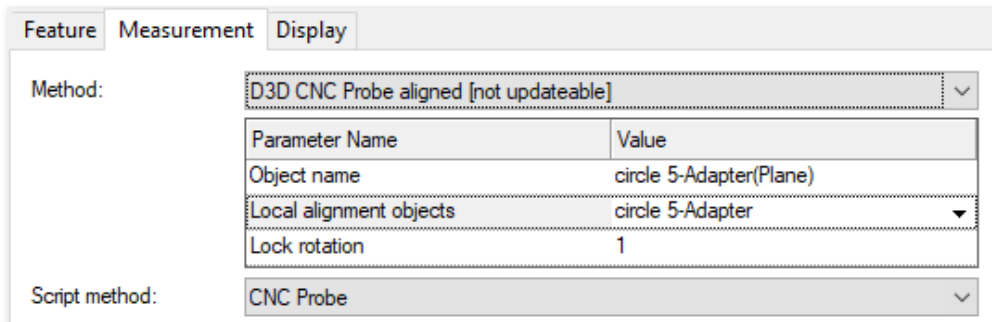 Feature Measurement Display
Method: D3D CNC Probe aligned [not updateable]
Parameter Name Value
Object name circle 5-Adapter(Plane)
Local alignment objects circle 5-Adapter
Lock rotation 1
Script method: CNC Probe